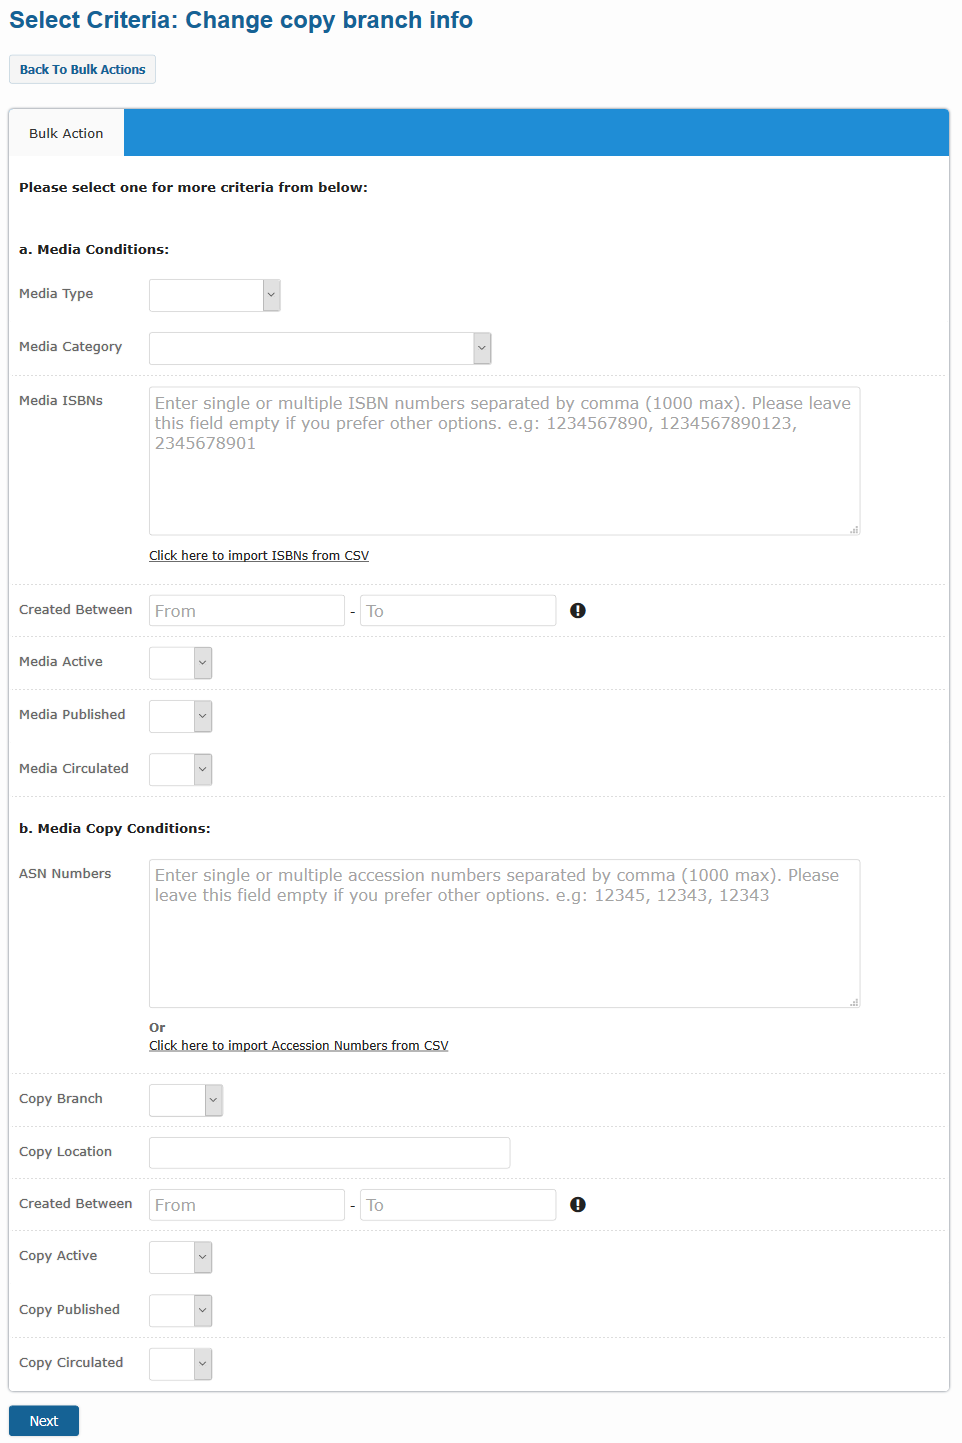 Select Criteria: Change copy branch info
Back To Bulk Actions
Bulk Action
Please select one for more criteria from below:
a. Media Conditions:
Media Type
Media Category
Media ISBNs
Enter single or multiple ISBN numbers separated by comma (1000 max). Please leave
this field empty if you prefer other options. e.g: 1234567890, 1234567890123,
2345678901
Click here to import ISBNs from CSV
Created Between From - To
Media Active
Media Published
Media Circulated
b. Media Copy Conditions:
ASN Numbers
Enter single or multiple accession numbers separated by comma (1000 max). Please
leave this field empty if you prefer other options. e.g: 12345, 12343, 12343
Or
Click here to import Accession Numbers from CSV
Copy Branch
Copy Location
Created Between From - To
Copy Active
Copy Published
Copy Circulated
Next